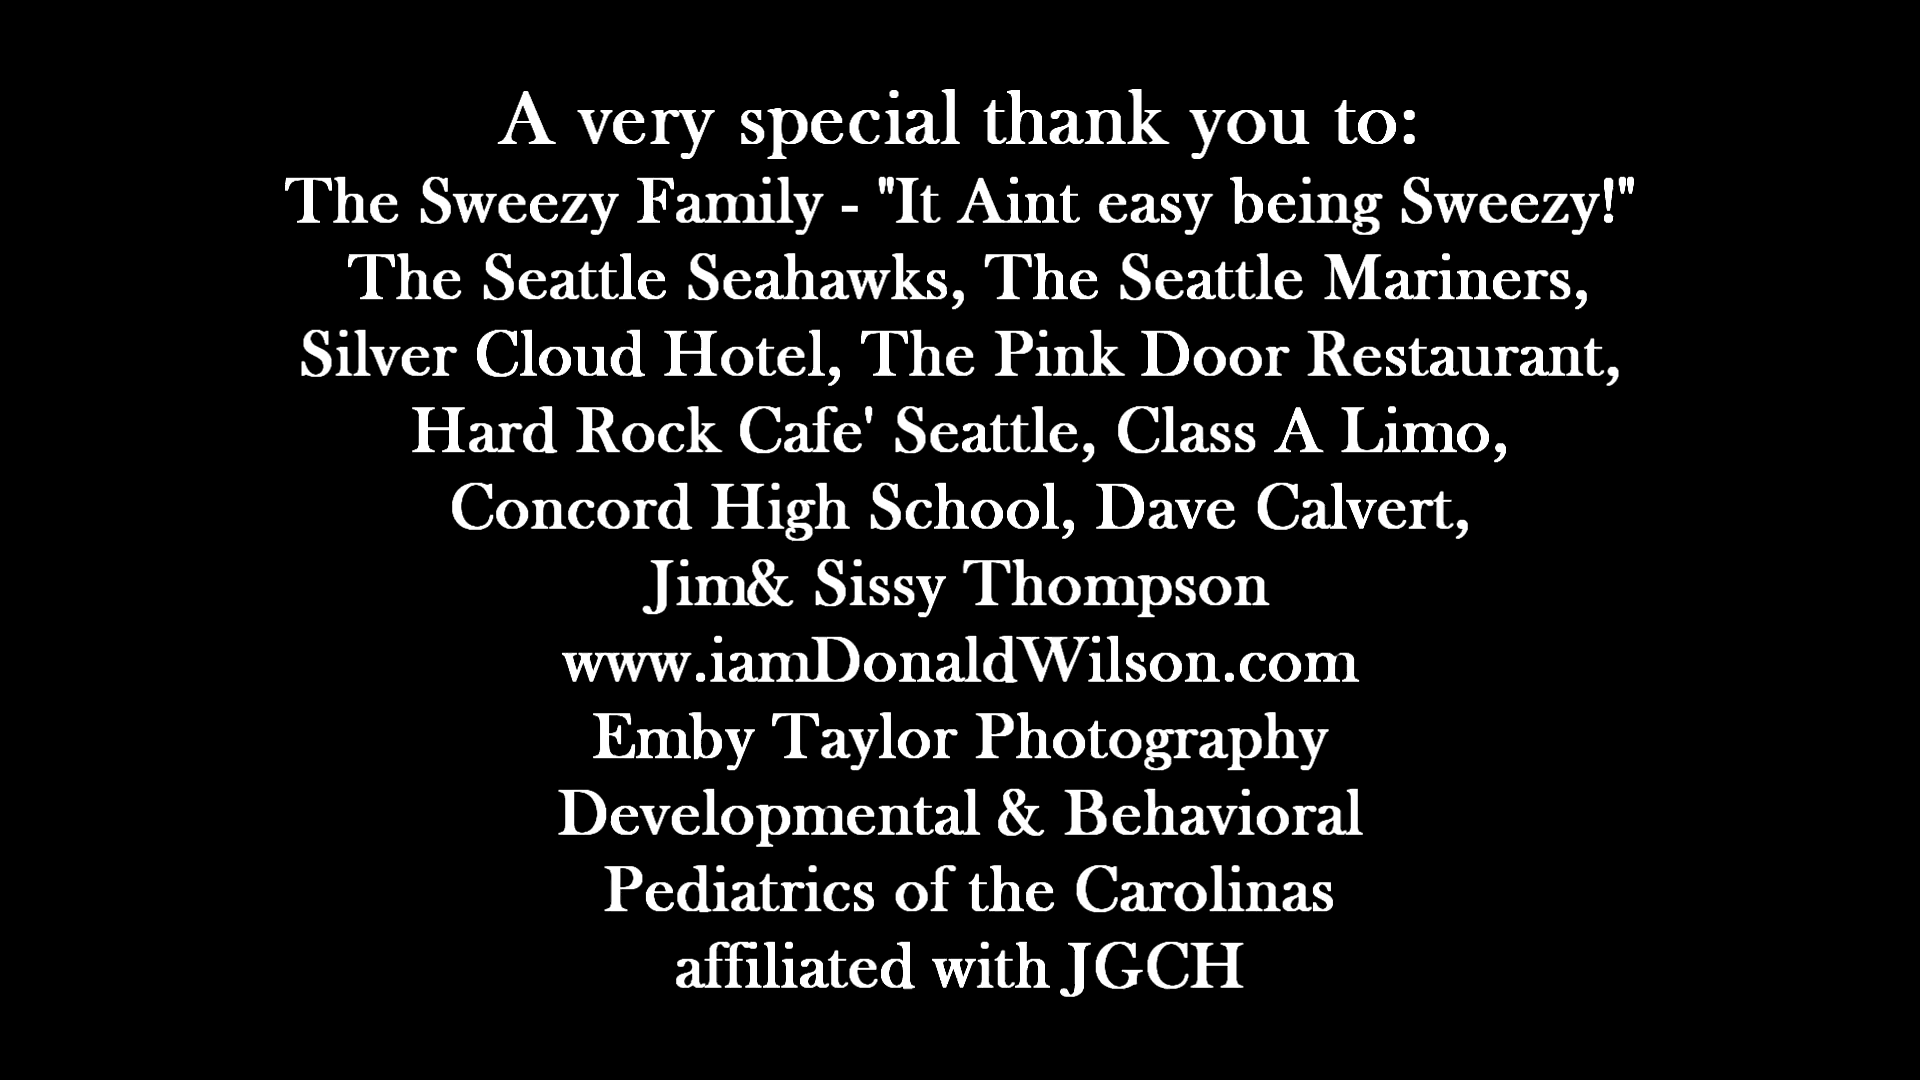 A very special thank you to:
The Sweezy Family - "It Aint easy being Sweezy!"
The Seattle Seahawks, The Seattle Mariners,
Silver Cloud Hotel, The Pink Door Restaurant,
Hard Rock Cafe' Seattle, Class A Limo,
Concord High School, Dave Calvert,
Jim& Sissy Thompson
www.iamDonaldWilson.com
Emby Taylor Photography
Developmental & Behavioral
Pediatrics of the Carolinas
affiliated with JGCH